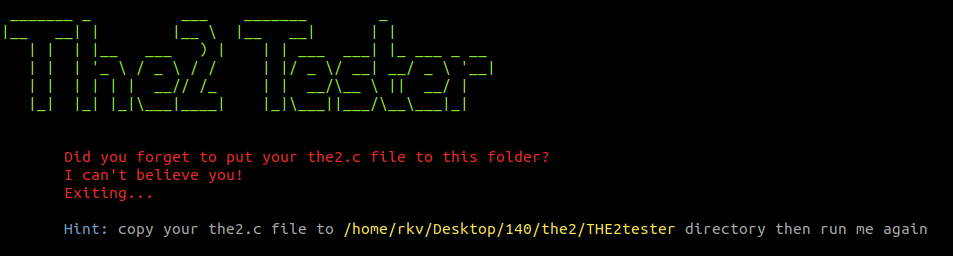 The2 Tester
Did you forget to put your the2.c file to this folder?
I can't believe you!
Exiting...
Hint: copy your the2.c file to /home/rkv/Desktop/140/the2/THE2tester directory then run me again